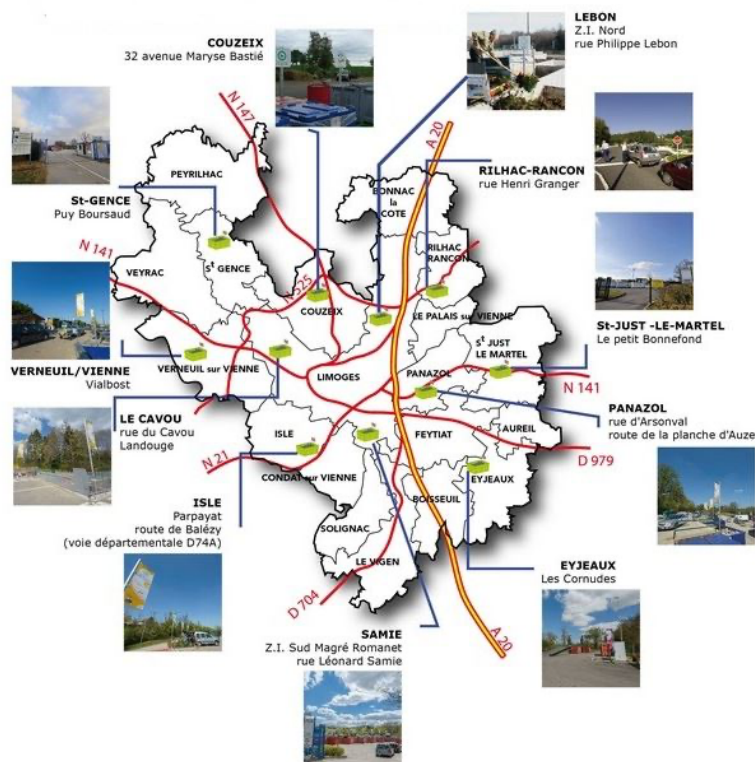 LEBON
Z.I. Nord
rue Philippe Lebon
COUZEIX
32 avenue Maryse Bastié
N 147
A 20
PEYRILHAC
RILHAC-RANCON
rue Henri Granger
St-GENCE
Puy Boursaud
BONNAC
la
COTE
N 141
VEYRAC
St GENCE
RILHAC
RANCON
525
COUZEIX
LE PALAIS sur VIENNE
St-JUST -LE-MARTEL
Le petit Bonnefond
St JUST
LE MARTEL
VERNEUIL/VIENNE
Vialbost
VERNEUIL sur VIENNE
LIMOGES
PANAZOL
N 141
LE CAVOU
rue du Cavou
Landouge
PANAZOL
rue d'Arsonval
route de la planche d'Auze
ISLE
FEYTIAT
AUREIL
N 21
D 979
CONDAT sur VIENNE
EYJEAUX
BOISSEUIL
ISLE
Parpayat
route de Balézy
(voie départementale D74A)
SOLIGNAC
LE VIGEN
EYJEAUX
Les Cornudes
D 704
A 20
SAMIE
Z.I. Sud Magré Romanet
rue Léonard Samie